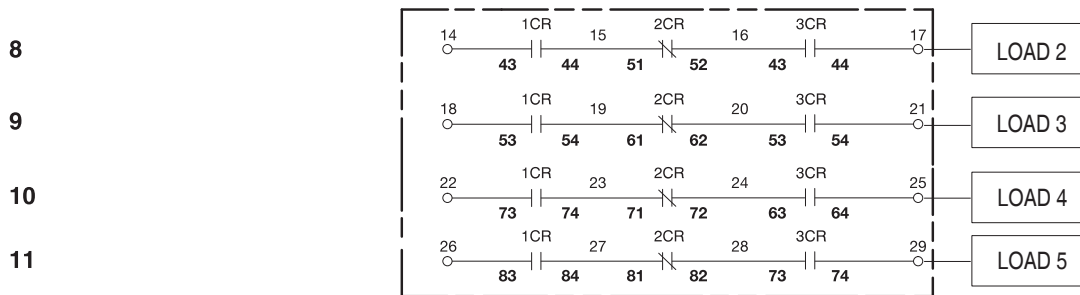 1CR 2CR 3CR
8 14 15 16 17 LOAD 2
43 44 51 52 43 44
1CR 2CR 3CR
9 18 19 20 21 LOAD 3
53 54 61 62 53 54
1CR 2CR 3CR
10 22 23 24 25 LOAD 4
73 74 71 72 63 64
1CR 2CR 3CR
11 26 27 28 29 LOAD 5
83 84 81 82 73 74